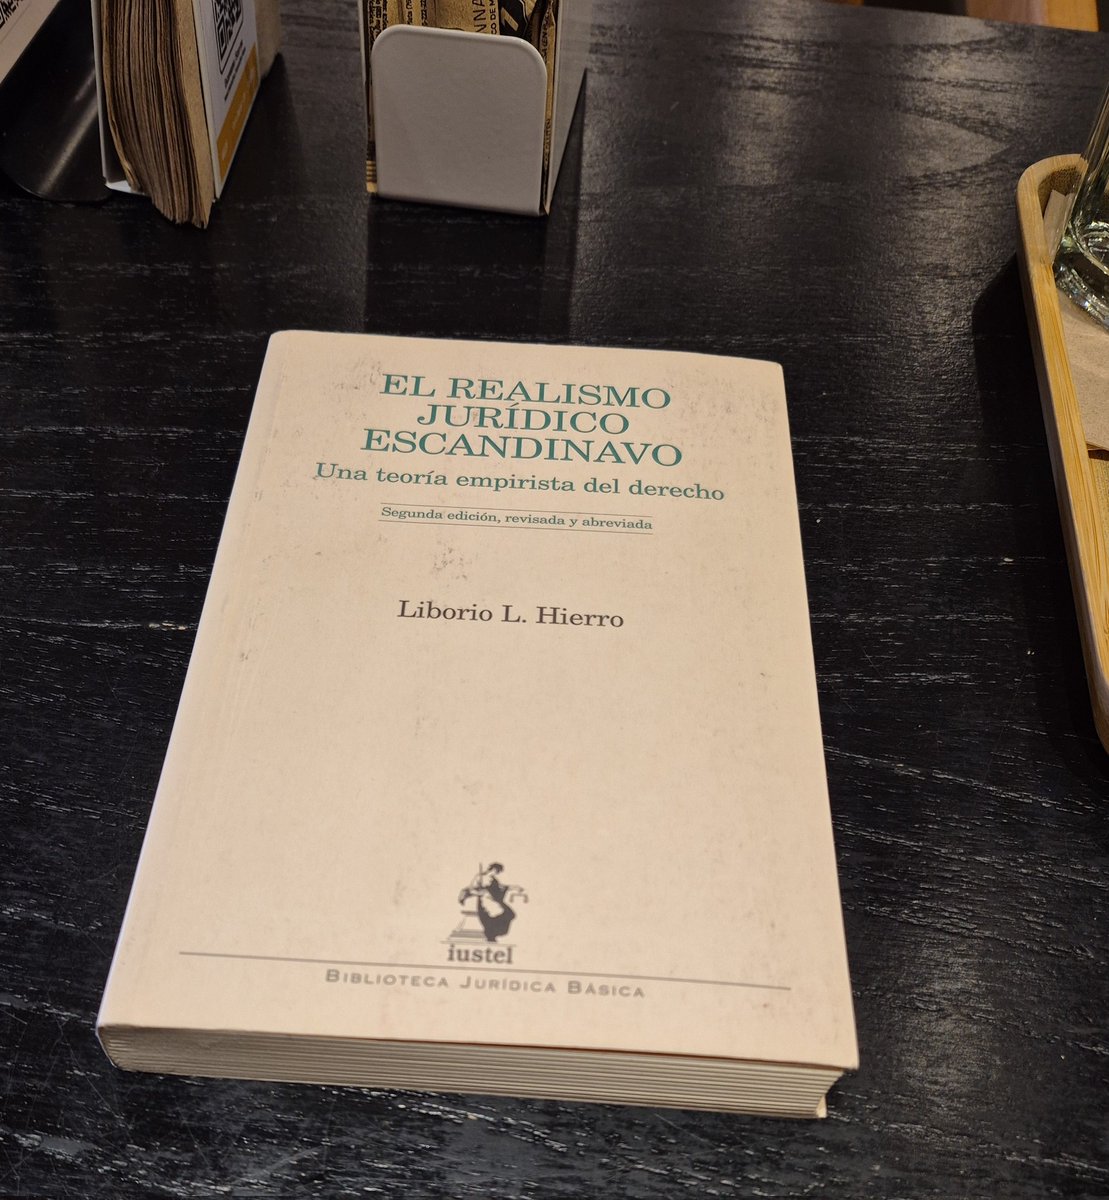 EL REALISMO
JURÍDICO
ESCANDINAVO
Una teoría empirista del derecho
Segunda edición, revisada y abreviada
Liborio L. Hierro
iustel
BIBLIOTECA JURÍDICA BÁSICA